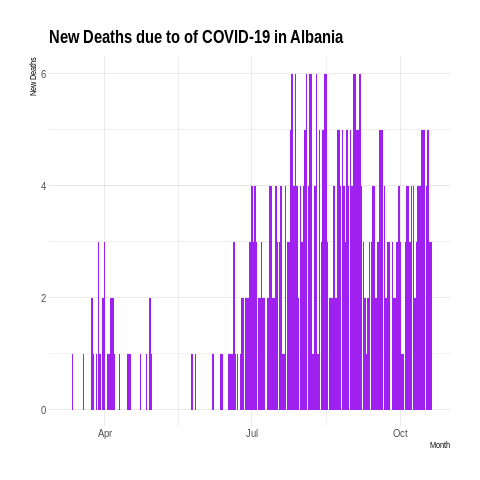 New Deaths due to of COVID-19 in Albania
New Deaths
6
4
2
0
Apr
Jul
Oct
Month